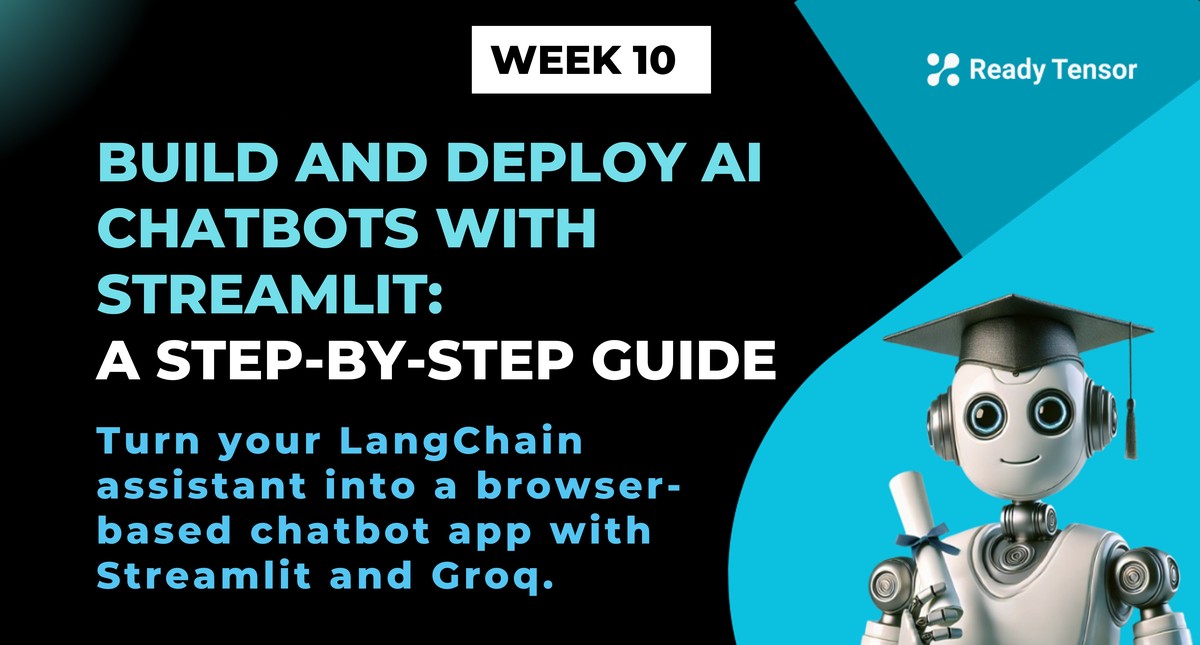 WEEK 10
Ready Tensor
BUILD AND DEPLOY AI
CHATBOTS WITH
STREAMLIT:
A STEP-BY-STEP GUIDE
Turn your LangChain
assistant into a browser-
based chatbot app with
Streamlit and Groq.